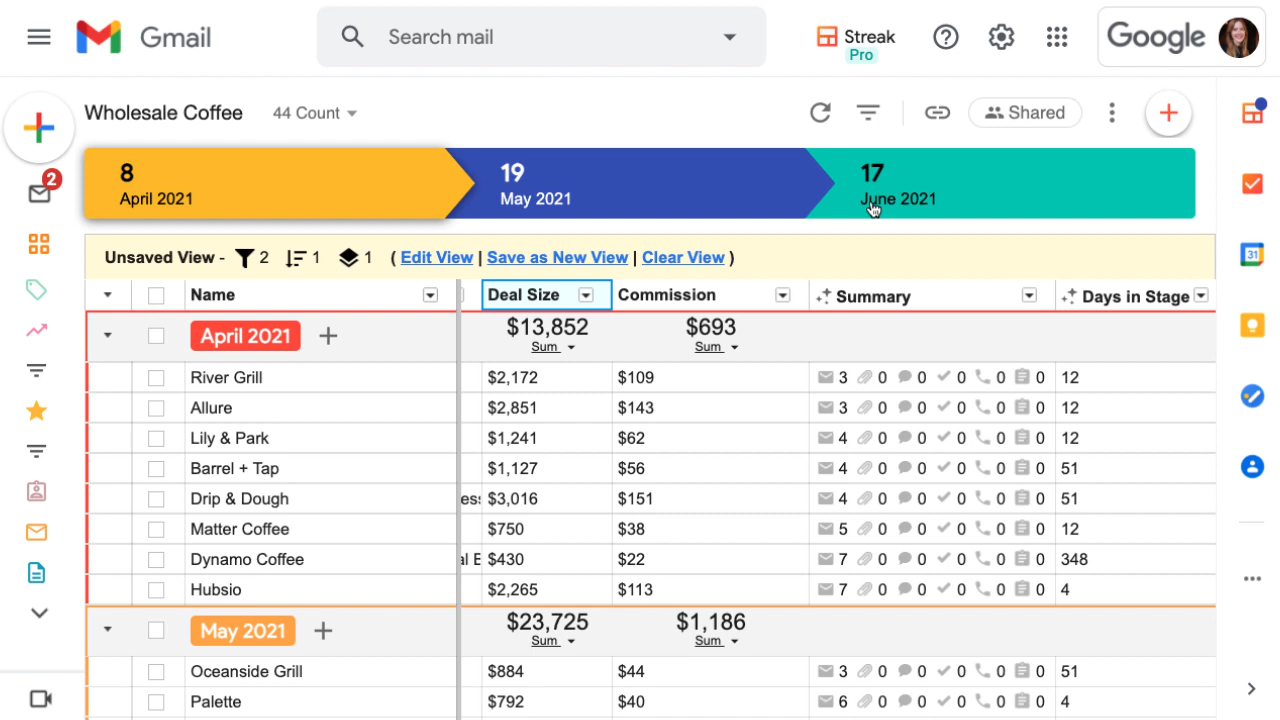 Gmail
Search mail
Streak
Pro
Google
Wholesale Coffee 44 Count
Shared
2
8
April 2021
19
May 2021
17
June 2021
31
Unsaved View - 2 1 1 ( Edit View | Save as New View | Clear View )
Name Deal Size Commission Summary Days in Stage
April 2021 + $13,852 $693
Sum Sum
River Grill $2,172 $109 3 0 0 0 0 0 12
Allure $2,851 $143 3 0 0 0 0 0 12
Lily & Park $1,241 $62 4 0 0 0 0 0 12
Barrel + Tap $1,127 $56 4 0 0 0 0 0 51
Drip & Dough $3,016 $151 4 0 0 0 0 0 51
Matter Coffee $750 $38 5 0 0 0 0 0 12
Dynamo Coffee $430 $22 7 0 0 0 0 0 348
Hubsio $2,265 $113 7 0 0 0 0 0 4
May 2021 + $23,725 $1,186
Sum Sum
Oceanside Grill $884 $44 3 0 0 0 0 0 51
Palette $792 $40 6 0 0 0 0 0 4